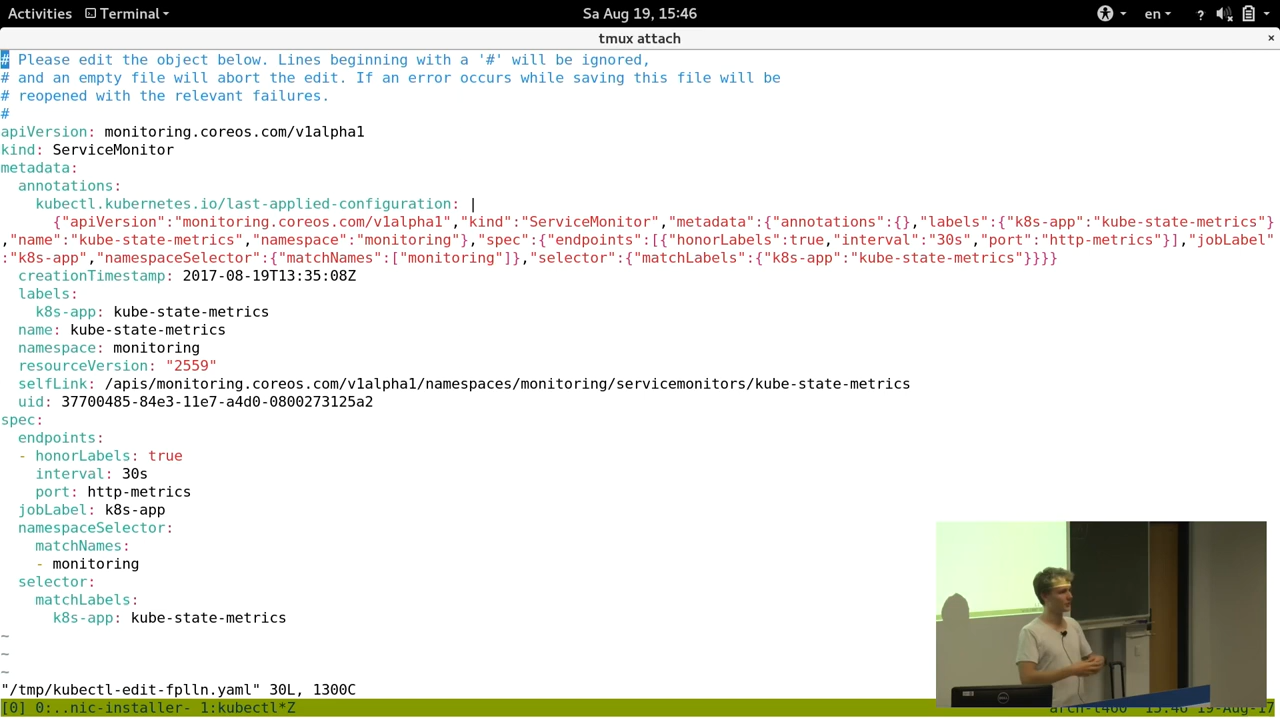 Activities Terminal Sa Aug 19, 15:46 en ?
tmux attach ×
# Please edit the object below. Lines beginning with a '#' will be ignored,
# and an empty file will abort the edit. If an error occurs while saving this file will be
# reopened with the relevant failures.
#
apiVersion: monitoring.coreos.com/v1alpha1
kind: ServiceMonitor
metadata:
  annotations:
    kubectl.kubernetes.io/last-applied-configuration: |
      {"apiVersion":"monitoring.coreos.com/v1alpha1","kind":"ServiceMonitor","metadata":{"annotations":{},"labels":{"k8s-app":"kube-state-metrics"}
,"name":"kube-state-metrics","namespace":"monitoring"},"spec":{"endpoints":[{"honorLabels":true,"interval":"30s","port":"http-metrics"}],"jobLabel"
:"k8s-app","namespaceSelector":{"matchNames":["monitoring"]},"selector":{"matchLabels":{"k8s-app":"kube-state-metrics"}}}}
  creationTimestamp: 2017-08-19T13:35:08Z
  labels:
    k8s-app: kube-state-metrics
  name: kube-state-metrics
  namespace: monitoring
  resourceVersion: "2559"
  selfLink: /apis/monitoring.coreos.com/v1alpha1/namespaces/monitoring/servicemonitors/kube-state-metrics
  uid: 37700485-84e3-11e7-a4d0-0800273125a2
spec:
  endpoints:
  - honorLabels: true
    interval: 30s
    port: http-metrics
  jobLabel: k8s-app
  namespaceSelector:
    matchNames:
    - monitoring
  selector:
    matchLabels:
      k8s-app: kube-state-metrics
~
~
~
"/tmp/kubectl-edit-fplln.yaml" 30L, 1300C
[0] 0:..nic-installer- 1:kubectl*Z 15:46 19-Aug-17